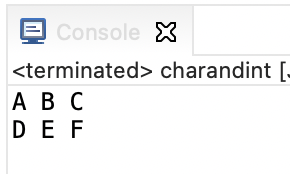 Console
<terminated> charandint [J
A B C
D E F